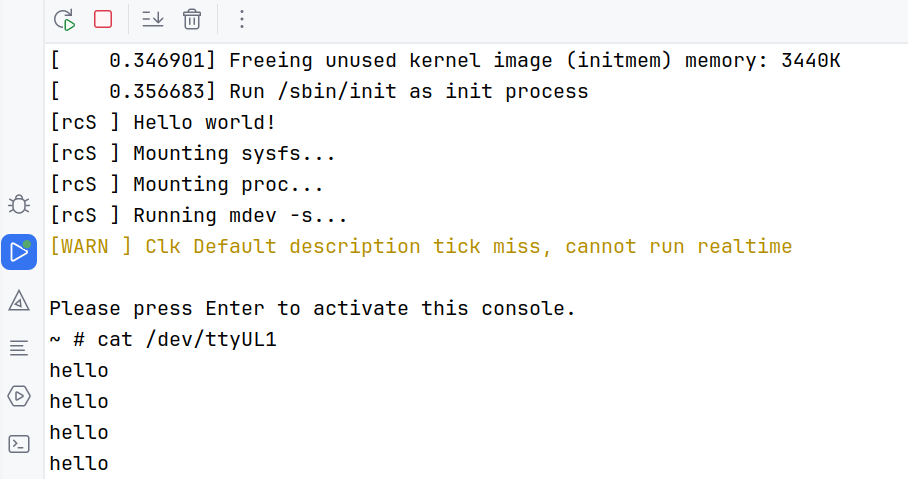 [    0.346901] Freeing unused kernel image (initmem) memory: 3440K
[    0.356683] Run /sbin/init as init process
[rcS ] Hello world!
[rcS ] Mounting sysfs...
[rcS ] Mounting proc...
[rcS ] Running mdev -s...
[WARN ] Clk Default description tick miss, cannot run realtime
Please press Enter to activate this console.
~ # cat /dev/ttyUL1
hello
hello
hello
hello